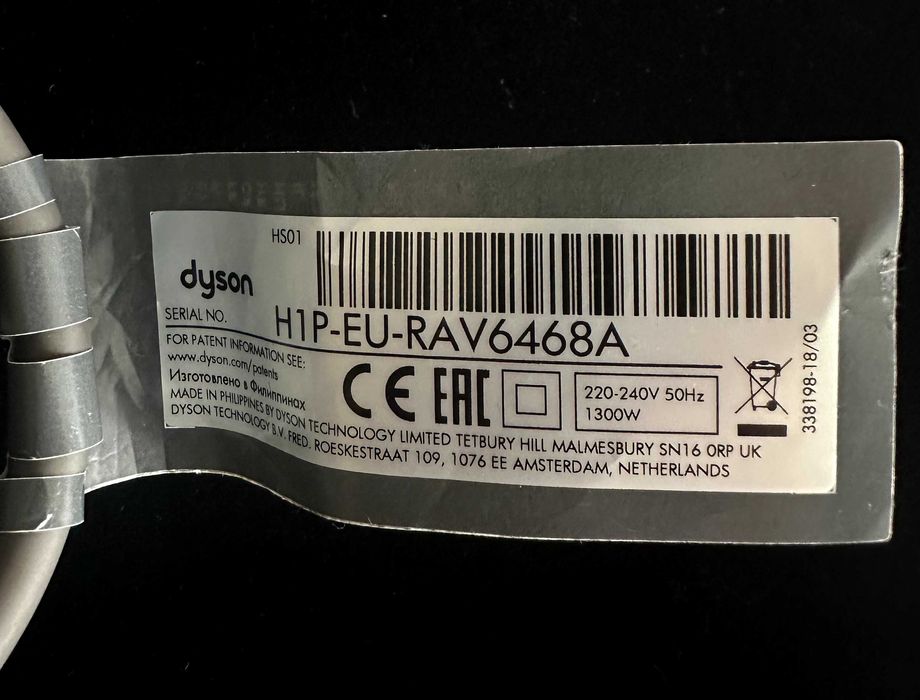 HS01
dyson
SERIAL NO.
H1P-EU-RAV6468A
FOR PATENT INFORMATION SEE:
www.dyson.com/patents
Изготовлено в Филиппинах
CE EAC
220-240V 50Hz
1300W
MADE IN PHILIPPINES BY DYSON TECHNOLOGY LIMITED TETBURY HILL MALMESBURY SN16 0RP UK
DYSON TECHNOLOGY B.V. FRED. ROESKESTRAAT 109, 1076 EE AMSTERDAM, NETHERLANDS
338198-18/03